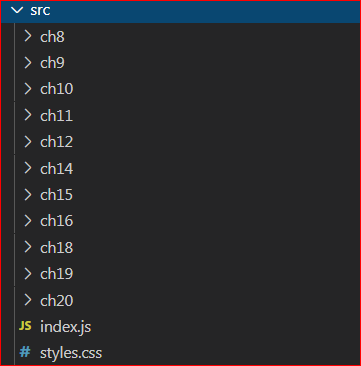 src
ch8
ch9
ch10
ch11
ch12
ch14
ch15
ch16
ch18
ch19
ch20
JS index.js
# styles.css